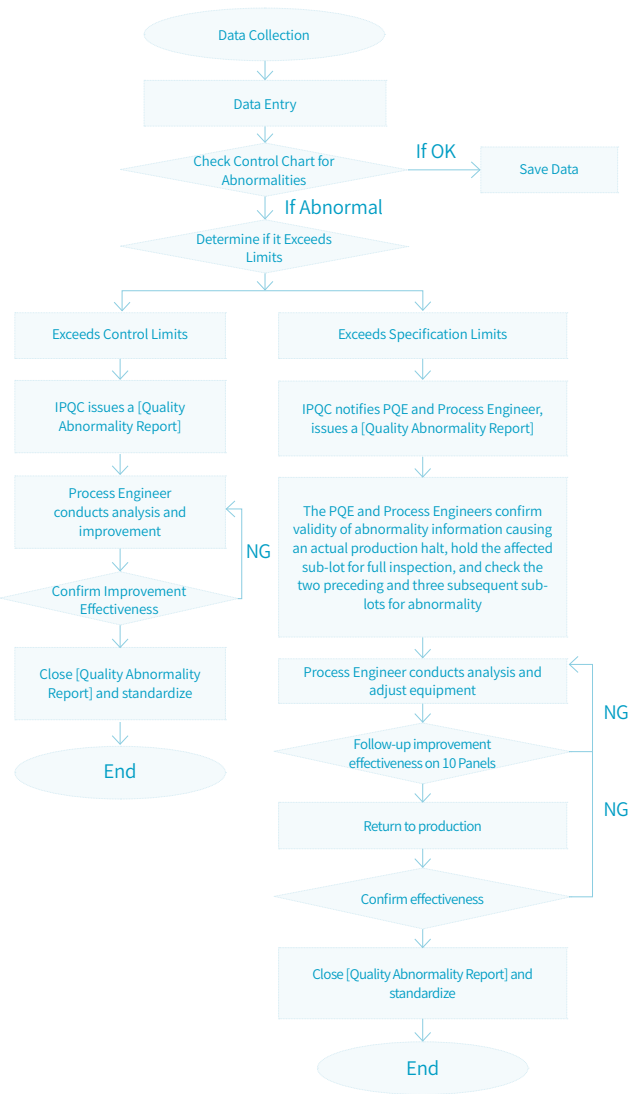 Data Collection
Data Entry
Check Control Chart for
Abnormalities
If OK
Save Data
If Abnormal
Determine if it Exceeds
Limits
Exceeds Control Limits
IPQC issues a [Quality
Abnormality Report]
Process Engineer
conducts analysis and
improvement
NG
Confirm Improvement
Effectiveness
Close [Quality Abnormality
Report] and standardize
End
Exceeds Specification Limits
IPQC notifies PQE and Process Engineer,
issues a [Quality Abnormality Report]
The PQE and Process Engineers confirm
validity of abnormality information causing
an actual production halt, hold the affected
sub-lot for full inspection, and check the
two preceding and three subsequent sub-
lots for abnormality
Process Engineer conducts analysis and
adjust equipment
NG
Follow-up improvement
effectiveness on 10 Panels
NG
Return to production
Confirm effectiveness
Close [Quality Abnormality Report] and
standardize
End